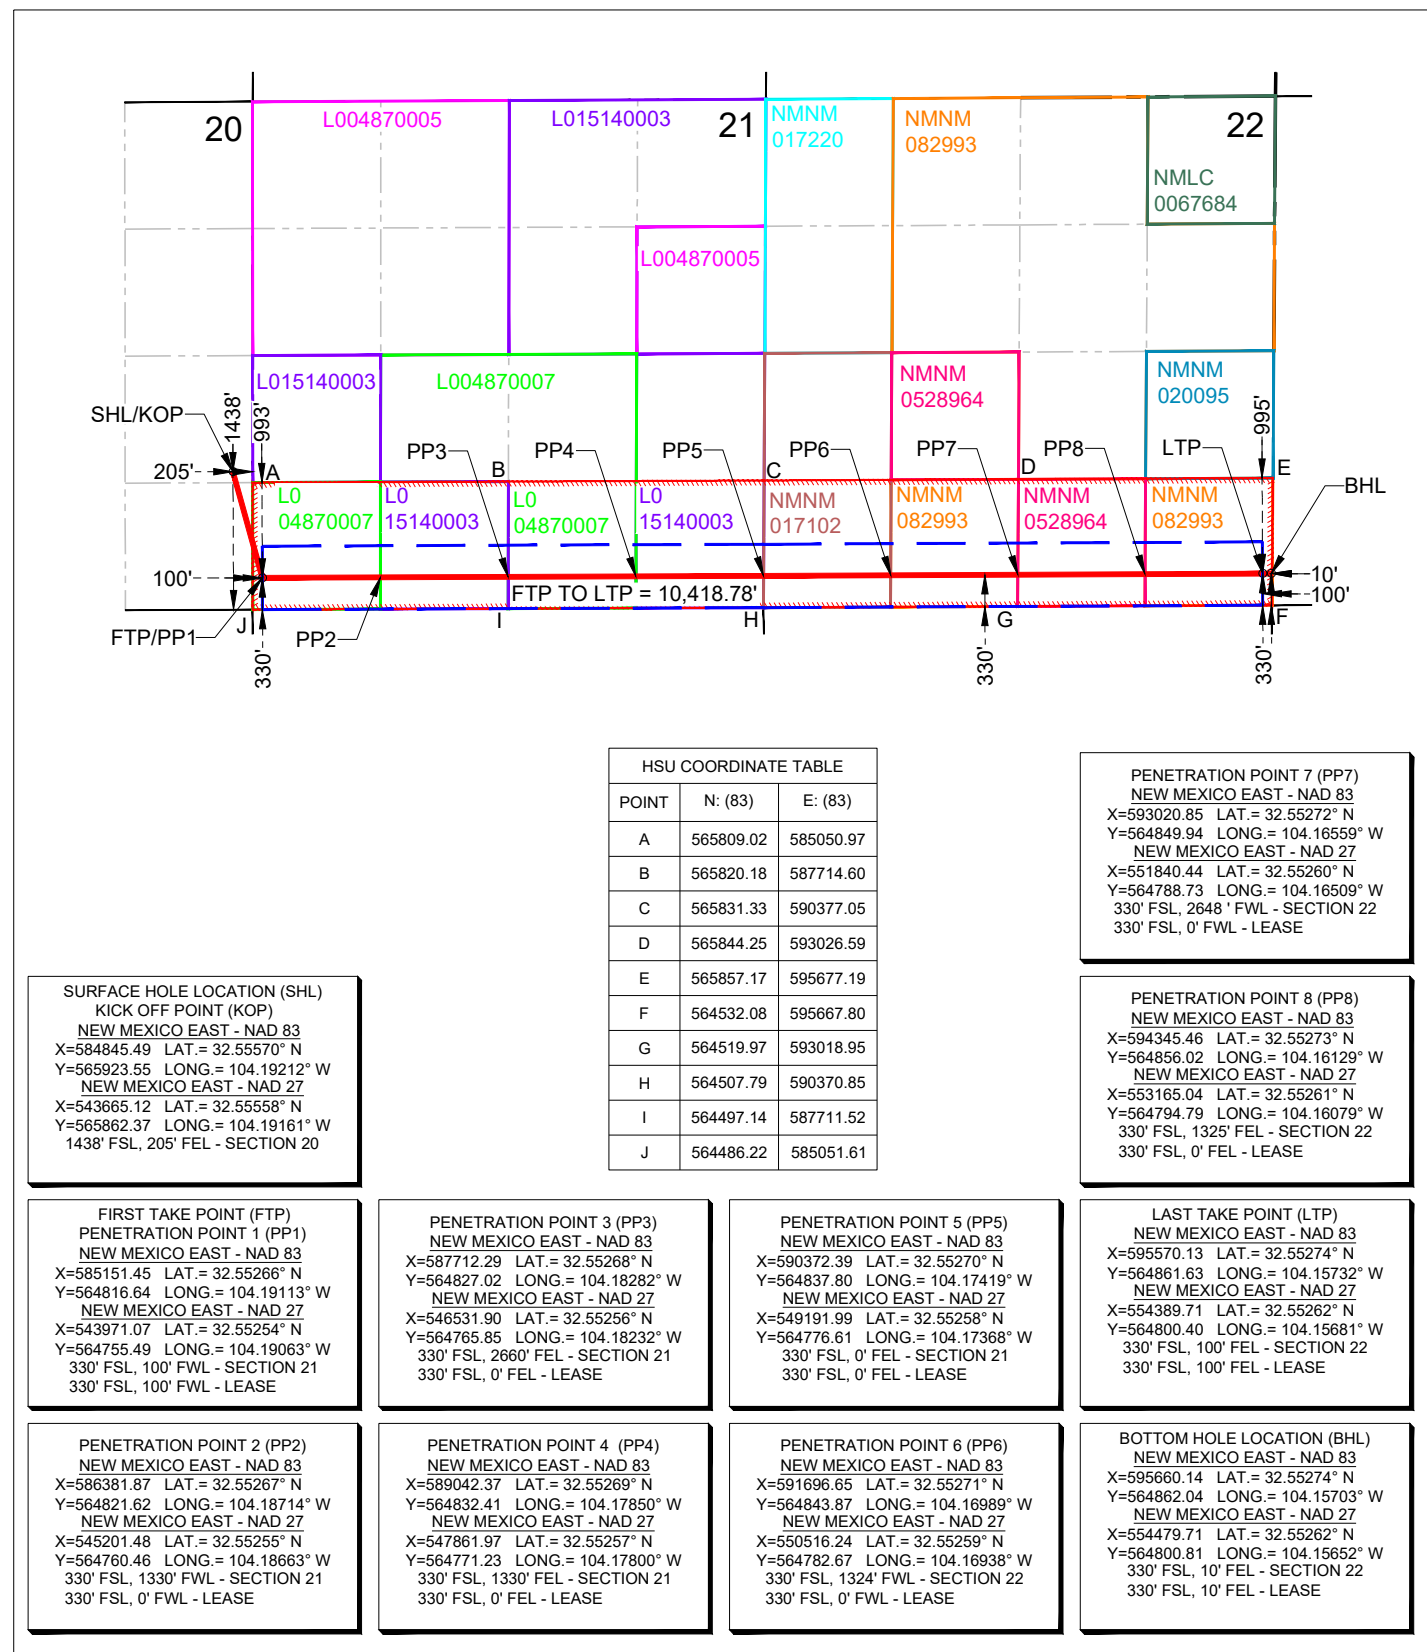 20
L004870005
L015140003
21
NMNM
017220
NMNM
082993
22
NMLC
0067684
L004870005
L015140003
L004870007
NMNM
0528964
NMNM
020095
SHL/KOP
1438'
993'
995'
205'
A
PP3
B
PP4
PP5
C
PP6
PP7
D
PP8
LTP
E
BHL
L0
04870007
L0
15140003
L0
04870007
L0
15140003
NMNM
017102
NMNM
082993
NMNM
0528964
NMNM
082993
100'
10'
100'
FTP TO LTP = 10,418.78'
FTP/PP1
J
PP2
I
H
G
F
330'
330'
330'
HSU COORDINATE TABLE
POINT N: (83) E: (83)
A 565809.02 585050.97
B 565820.18 587714.60
C 565831.33 590377.05
D 565844.25 593026.59
E 565857.17 595677.19
F 564532.08 595667.80
G 564519.97 593018.95
H 564507.79 590370.85
I 564497.14 587711.52
J 564486.22 585051.61
PENETRATION POINT 7 (PP7)
NEW MEXICO EAST - NAD 83
X=593020.85 LAT.= 32.55272° N
Y=564849.94 LONG.= 104.16559° W
NEW MEXICO EAST - NAD 27
X=551840.44 LAT.= 32.55260° N
Y=564788.73 LONG.= 104.16509° W
330' FSL, 2648 ' FWL - SECTION 22
330' FSL, 0' FWL - LEASE
SURFACE HOLE LOCATION (SHL)
KICK OFF POINT (KOP)
NEW MEXICO EAST - NAD 83
X=584845.49 LAT.= 32.55570° N
Y=565923.55 LONG.= 104.19212° W
NEW MEXICO EAST - NAD 27
X=543665.12 LAT.= 32.55558° N
Y=565862.37 LONG.= 104.19161° W
1438' FSL, 205' FEL - SECTION 20
PENETRATION POINT 8 (PP8)
NEW MEXICO EAST - NAD 83
X=594345.46 LAT.= 32.55273° N
Y=564856.02 LONG.= 104.16129° W
NEW MEXICO EAST - NAD 27
X=553165.04 LAT.= 32.55261° N
Y=564794.79 LONG.= 104.16079° W
330' FSL, 1325' FEL - SECTION 22
330' FSL, 0' FEL - LEASE
FIRST TAKE POINT (FTP)
PENETRATION POINT 1 (PP1)
NEW MEXICO EAST - NAD 83
X=585151.45 LAT.= 32.55266° N
Y=564816.64 LONG.= 104.19113° W
NEW MEXICO EAST - NAD 27
X=543971.07 LAT.= 32.55254° N
Y=564755.49 LONG.= 104.19063° W
330' FSL, 100' FWL - SECTION 21
330' FSL, 100' FWL - LEASE
PENETRATION POINT 3 (PP3)
NEW MEXICO EAST - NAD 83
X=587712.29 LAT.= 32.55268° N
Y=564827.02 LONG.= 104.18282° W
NEW MEXICO EAST - NAD 27
X=546531.90 LAT.= 32.55256° N
Y=564765.85 LONG.= 104.18232° W
330' FSL, 2660' FEL - SECTION 21
330' FSL, 0' FEL - LEASE
PENETRATION POINT 5 (PP5)
NEW MEXICO EAST - NAD 83
X=590372.39 LAT.= 32.55270° N
Y=564837.80 LONG.= 104.17419° W
NEW MEXICO EAST - NAD 27
X=549191.99 LAT.= 32.55258° N
Y=564776.61 LONG.= 104.17368° W
330' FSL, 0' FEL - SECTION 21
330' FSL, 0' FEL - LEASE
LAST TAKE POINT (LTP)
NEW MEXICO EAST - NAD 83
X=595570.13 LAT.= 32.55274° N
Y=564861.63 LONG.= 104.15732° W
NEW MEXICO EAST - NAD 27
X=554389.71 LAT.= 32.55262° N
Y=564800.40 LONG.= 104.15681° W
330' FSL, 100' FEL - SECTION 22
330' FSL, 100' FEL - LEASE
PENETRATION POINT 2 (PP2)
NEW MEXICO EAST - NAD 83
X=586381.87 LAT.= 32.55267° N
Y=564821.62 LONG.= 104.18714° W
NEW MEXICO EAST - NAD 27
X=545201.48 LAT.= 32.55255° N
Y=564760.46 LONG.= 104.18663° W
330' FSL, 1330' FWL - SECTION 21
330' FSL, 0' FWL - LEASE
PENETRATION POINT 4 (PP4)
NEW MEXICO EAST - NAD 83
X=589042.37 LAT.= 32.55269° N
Y=564832.41 LONG.= 104.17850° W
NEW MEXICO EAST - NAD 27
X=547861.97 LAT.= 32.55257° N
Y=564771.23 LONG.= 104.17800° W
330' FSL, 1330' FEL - SECTION 21
330' FSL, 0' FEL - LEASE
PENETRATION POINT 6 (PP6)
NEW MEXICO EAST - NAD 83
X=591696.65 LAT.= 32.55271° N
Y=564843.87 LONG.= 104.16989° W
NEW MEXICO EAST - NAD 27
X=550516.24 LAT.= 32.55259° N
Y=564782.67 LONG.= 104.16938° W
330' FSL, 1324' FWL - SECTION 22
330' FSL, 0' FWL - LEASE
BOTTOM HOLE LOCATION (BHL)
NEW MEXICO EAST - NAD 83
X=595660.14 LAT.= 32.55274° N
Y=564862.04 LONG.= 104.15703° W
NEW MEXICO EAST - NAD 27
X=554479.71 LAT.= 32.55262° N
Y=564800.81 LONG.= 104.15652° W
330' FSL, 10' FEL - SECTION 22
330' FSL, 10' FEL - LEASE